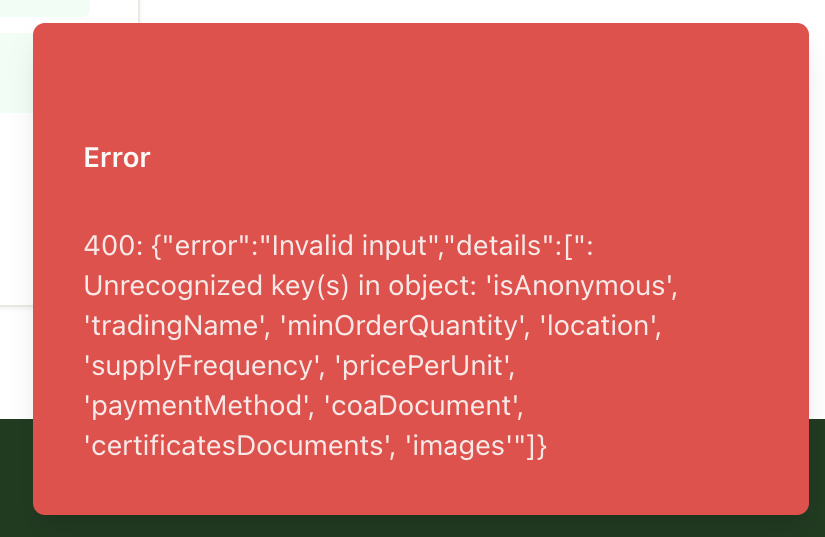 Error
400: {"error":"Invalid input","details":[":
Unrecognized key(s) in object: 'isAnonymous',
'tradingName', 'minOrderQuantity', 'location',
'supplyFrequency', 'pricePerUnit',
'paymentMethod', 'coaDocument',
'certificatesDocuments', 'images'"]}